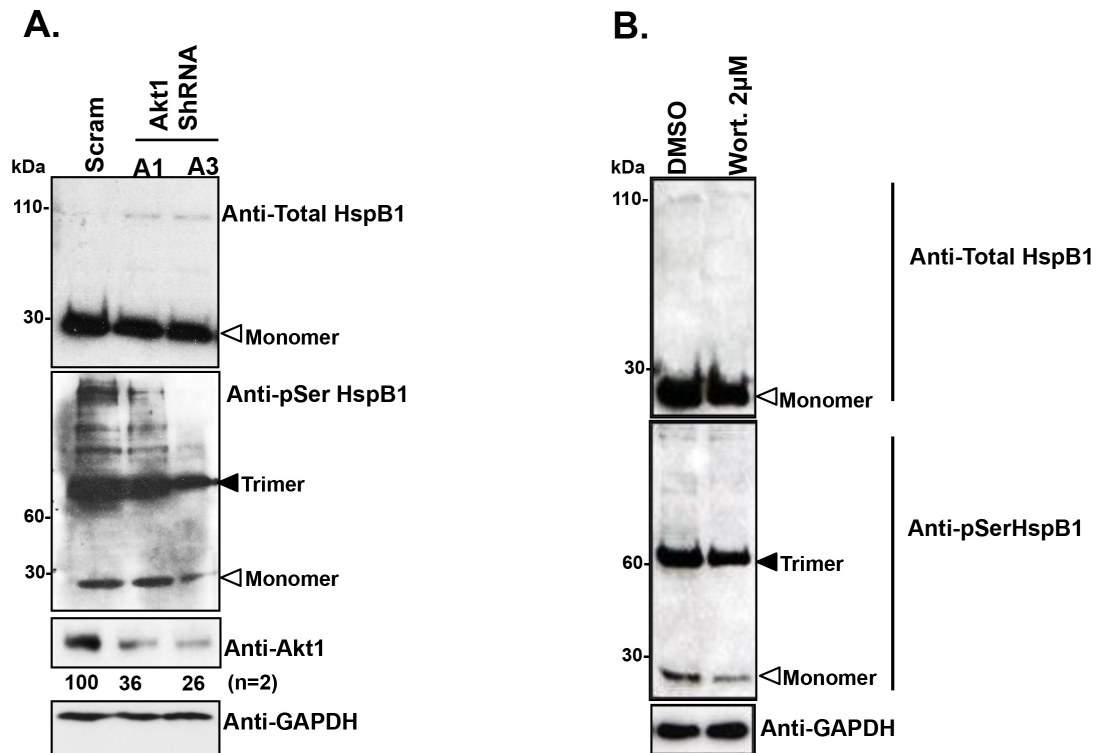 A.
Scram
Akt1
ShRNA
kDa
A1
A3
110-
Anti-Total HspB1
30-
Monomer
Anti-pSer HspB1
Trimer
60-
30-
Monomer
Anti-Akt1
100 36 26 (n=2)
Anti-GAPDH
B.
DMSO
Wort. 2µM
kDa
110-
Anti-Total HspB1
30-
Monomer
Anti-pSerHspB1
60-
Trimer
30-
Monomer
Anti-GAPDH